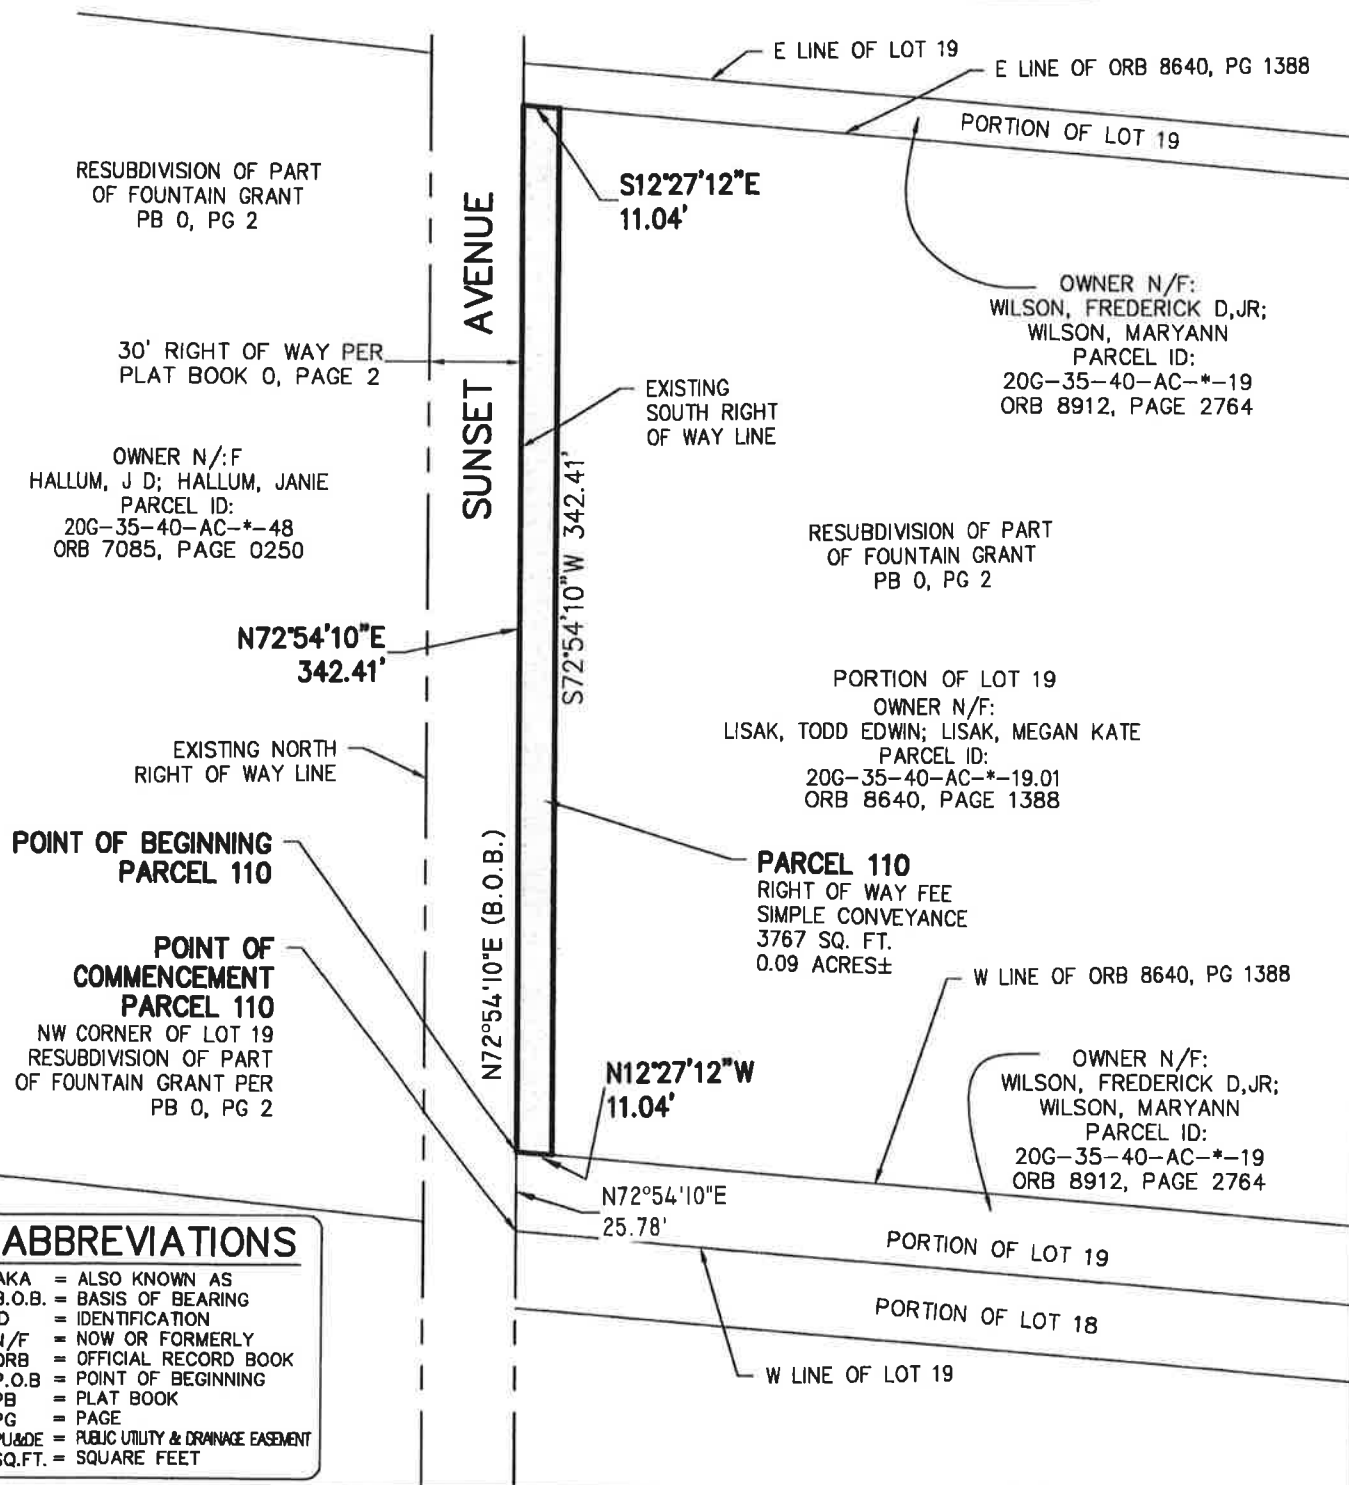 E LINE OF LOT 19
E LINE OF ORB 8640, PG 1388
PORTION OF LOT 19
RESUBDIVISION OF PART
OF FOUNTAIN GRANT
PB 0, PG 2
S12°27'12"E
11.04'
SUNSET AVENUE
OWNER N/F:
WILSON, FREDERICK D,JR;
WILSON, MARYANN
PARCEL ID:
20G-35-40-AC-*-19
ORB 8912, PAGE 2764
30' RIGHT OF WAY PER
PLAT BOOK 0, PAGE 2
EXISTING
SOUTH RIGHT
OF WAY LINE
OWNER N/:F
HALLUM, J D; HALLUM, JANIE
PARCEL ID:
20G-35-40-AC-*-48
ORB 7085, PAGE 0250
S72°54'10"W 342.41'
RESUBDIVISION OF PART
OF FOUNTAIN GRANT
PB 0, PG 2
N72°54'10"E
342.41'
PORTION OF LOT 19
OWNER N/F:
LISAK, TODD EDWIN; LISAK, MEGAN KATE
PARCEL ID:
20G-35-40-AC-*-19.01
ORB 8640, PAGE 1388
EXISTING NORTH
RIGHT OF WAY LINE
POINT OF BEGINNING
PARCEL 110
N72°54'10"E (B.O.B.)
PARCEL 110
RIGHT OF WAY FEE
SIMPLE CONVEYANCE
3767 SQ. FT.
0.09 ACRES±
POINT OF
COMMENCEMENT
PARCEL 110
NW CORNER OF LOT 19
RESUBDIVISION OF PART
OF FOUNTAIN GRANT PER
PB 0, PG 2
W LINE OF ORB 8640, PG 1388
N12°27'12"W
11.04'
OWNER N/F:
WILSON, FREDERICK D,JR;
WILSON, MARYANN
PARCEL ID:
20G-35-40-AC-*-19
ORB 8912, PAGE 2764
N72°54'10"E
25.78'
PORTION OF LOT 19
PORTION OF LOT 18
W LINE OF LOT 19
ABBREVIATIONS
AKA = ALSO KNOWN AS
B.O.B. = BASIS OF BEARING
ID = IDENTIFICATION
N/F = NOW OR FORMERLY
ORB = OFFICIAL RECORD BOOK
P.O.B = POINT OF BEGINNING
PB = PLAT BOOK
PG = PAGE
PU&DE = PUBLIC UTILITY & DRAINAGE EASEMENT
SQ.FT. = SQUARE FEET